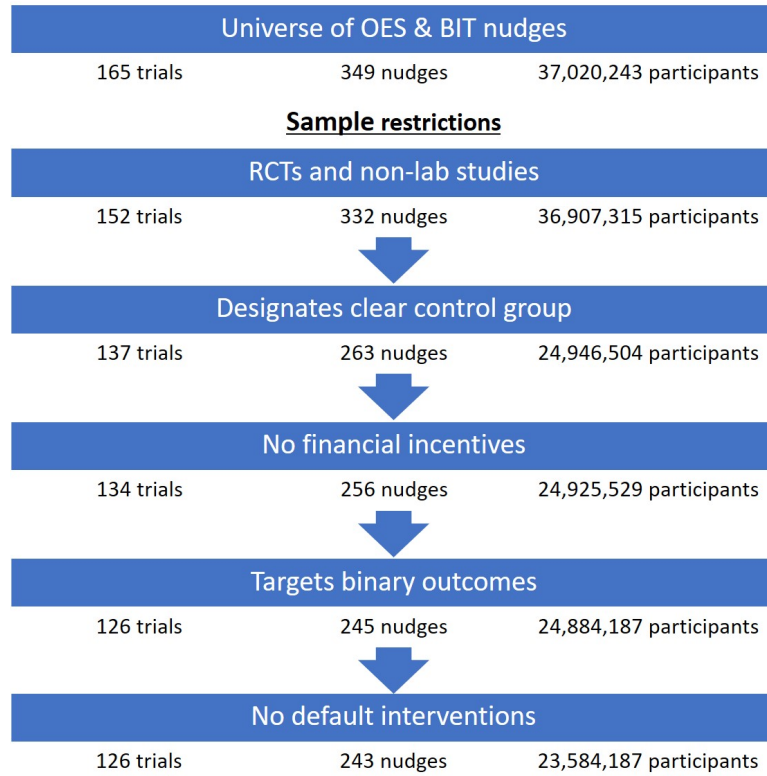 Universe of OES & BIT nudges
165 trials 349 nudges 37,020,243 participants
Sample restrictions
RCTs and non-lab studies
152 trials 332 nudges 36,907,315 participants
Designates clear control group
137 trials 263 nudges 24,946,504 participants
No financial incentives
134 trials 256 nudges 24,925,529 participants
Targets binary outcomes
126 trials 245 nudges 24,884,187 participants
No default interventions
126 trials 243 nudges 23,584,187 participants